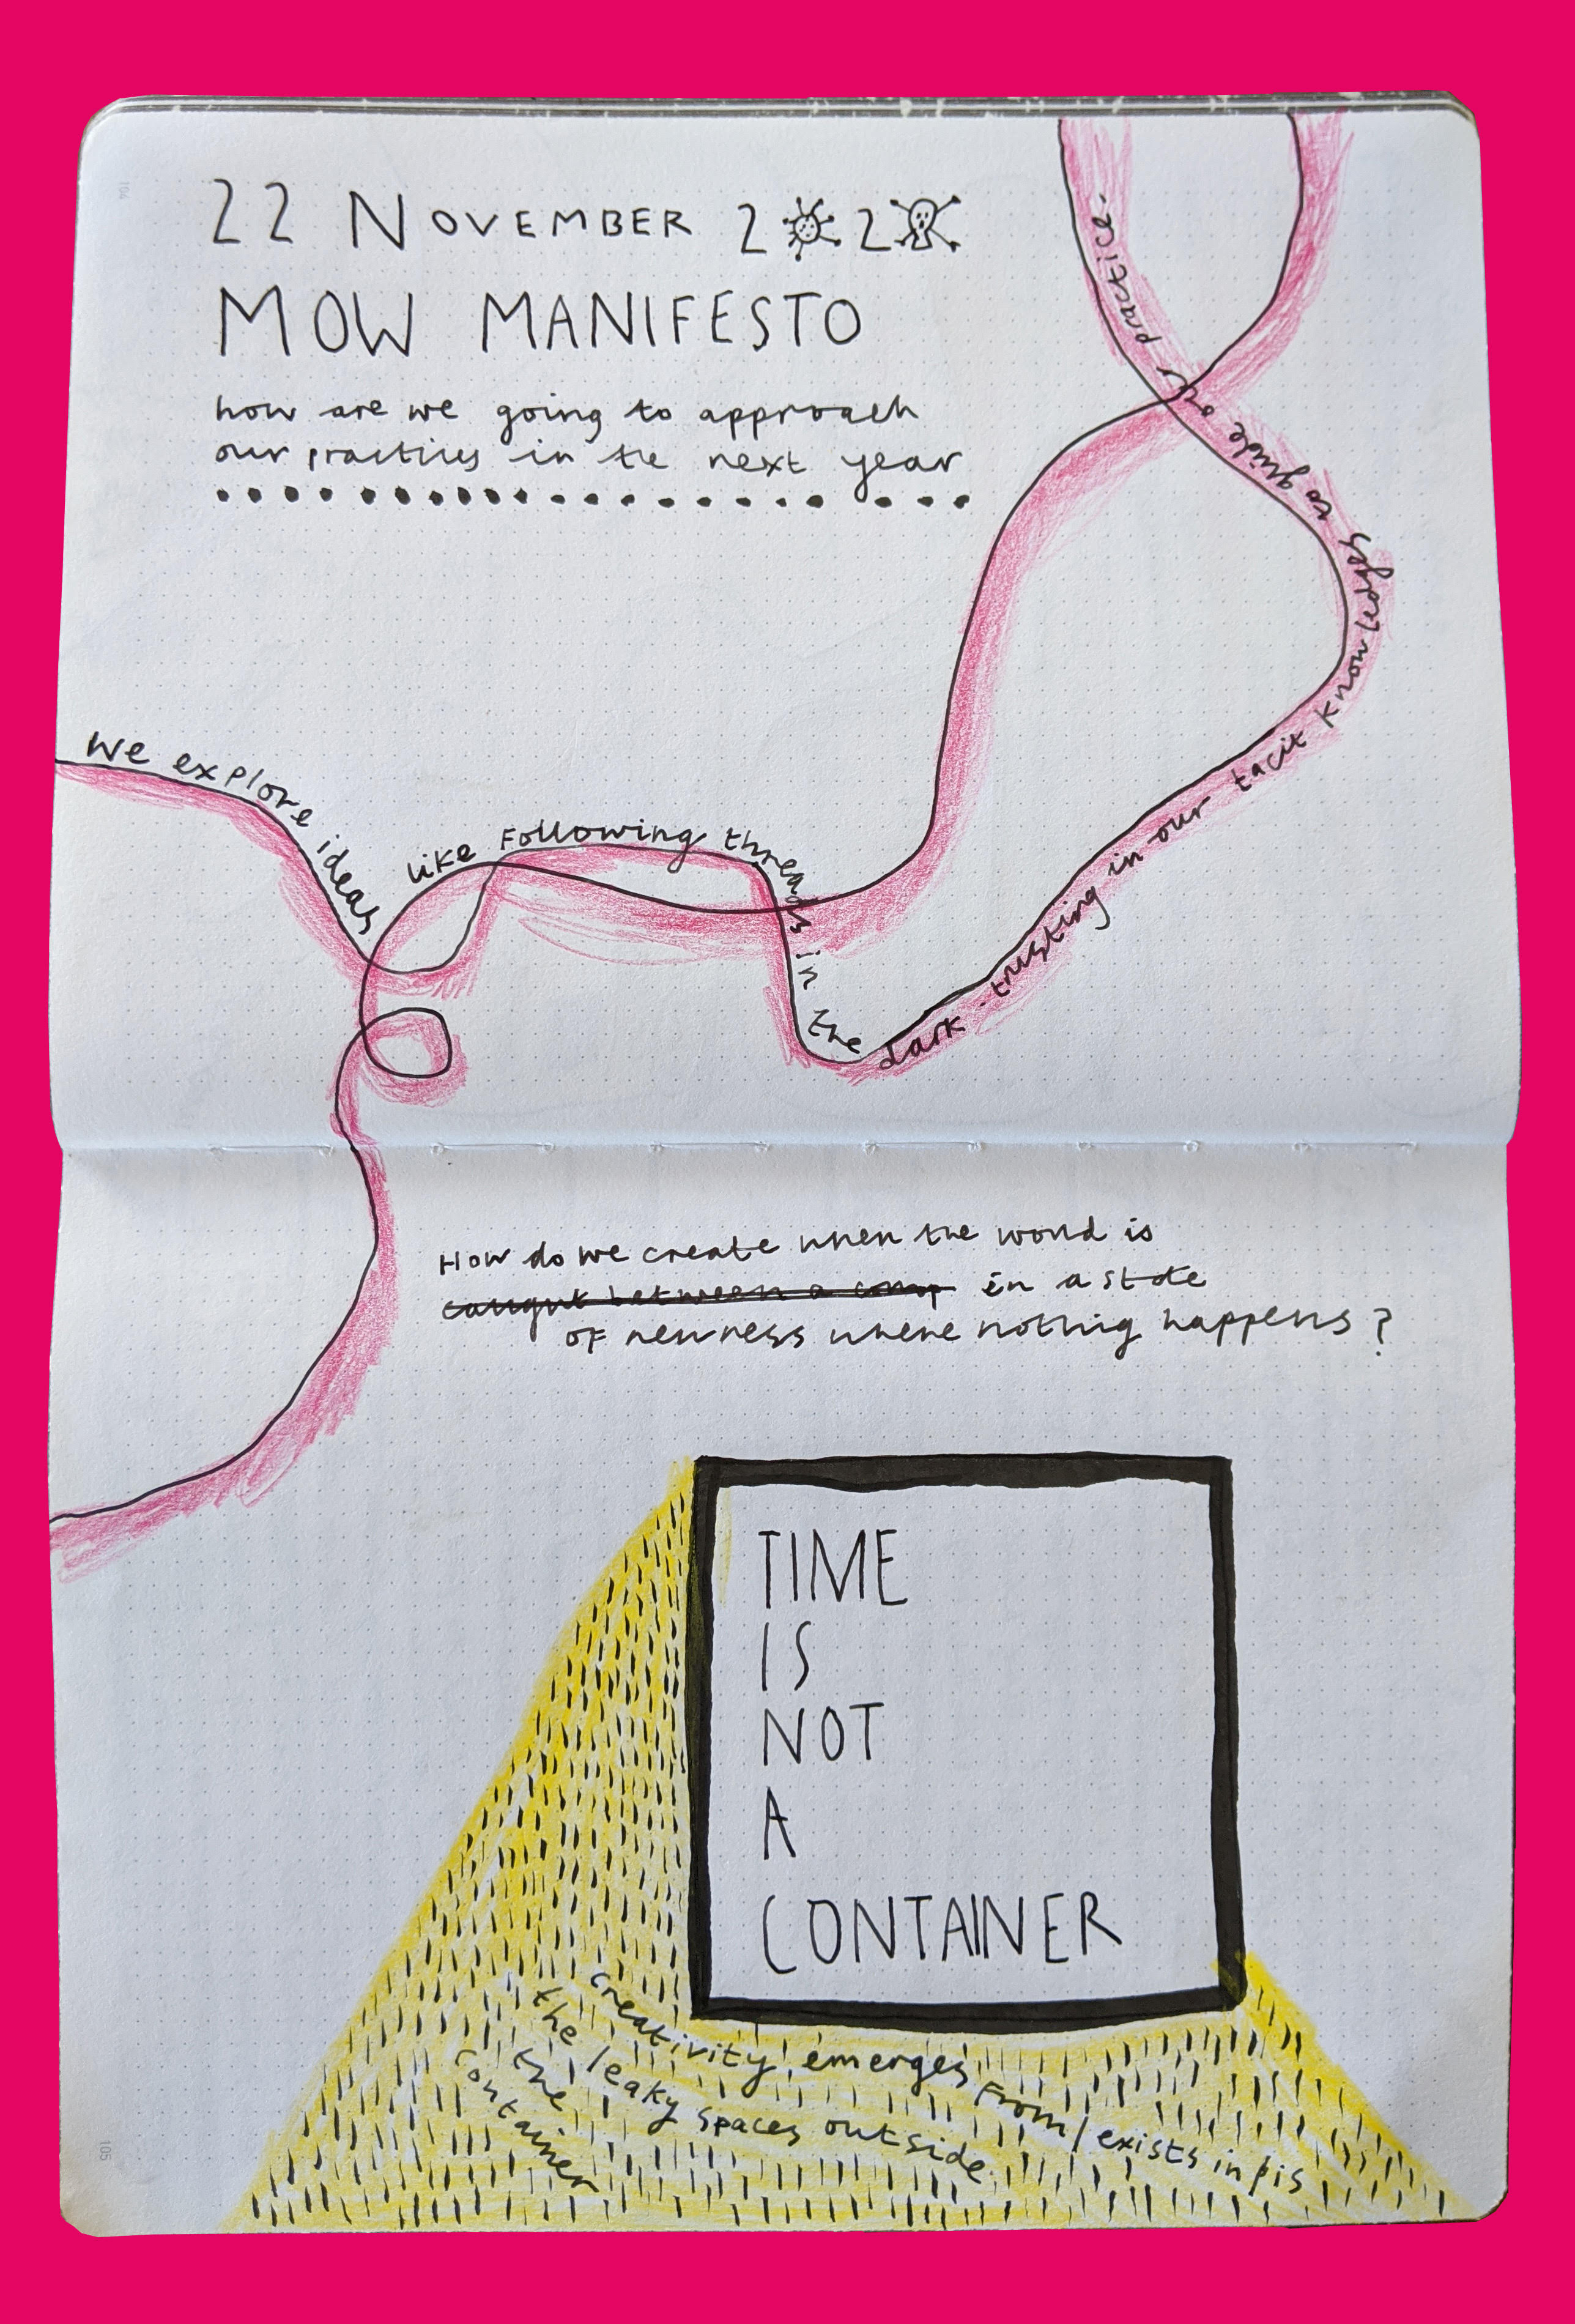 104
22 NOVEMBER 2020
MOW MANIFESTO
how are we going to approach
our practices in the next year
We explore ideas like following threads in the dark - trusting in our tacit knowledges to guide our practice.
How do we create when the world is
caught between a comp in a state
of newness where nothing happens?
TIME
IS
NOT
A
CONTAINER
creativity emerges from / exists in / is
the leaky spaces outside
the
container
105